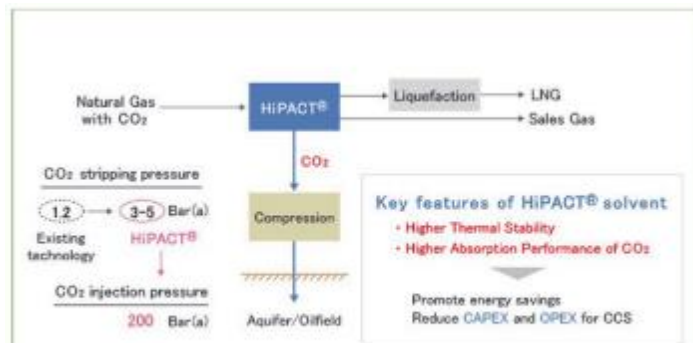 Natural Gas
with CO₂
HiPACT®
Liquefaction
LNG
Sales Gas
CO₂
CO₂ stripping pressure
1.2
3-5
Bar(a)
Existing
technology
HiPACT®
CO₂ injection pressure
200 Bar(a)
Compression
Aquifer/Oilfield
Key features of HiPACT® solvent
・Higher Thermal Stability
・Higher Absorption Performance of CO₂
Promote energy savings
Reduce CAPEX and OPEX for CCS